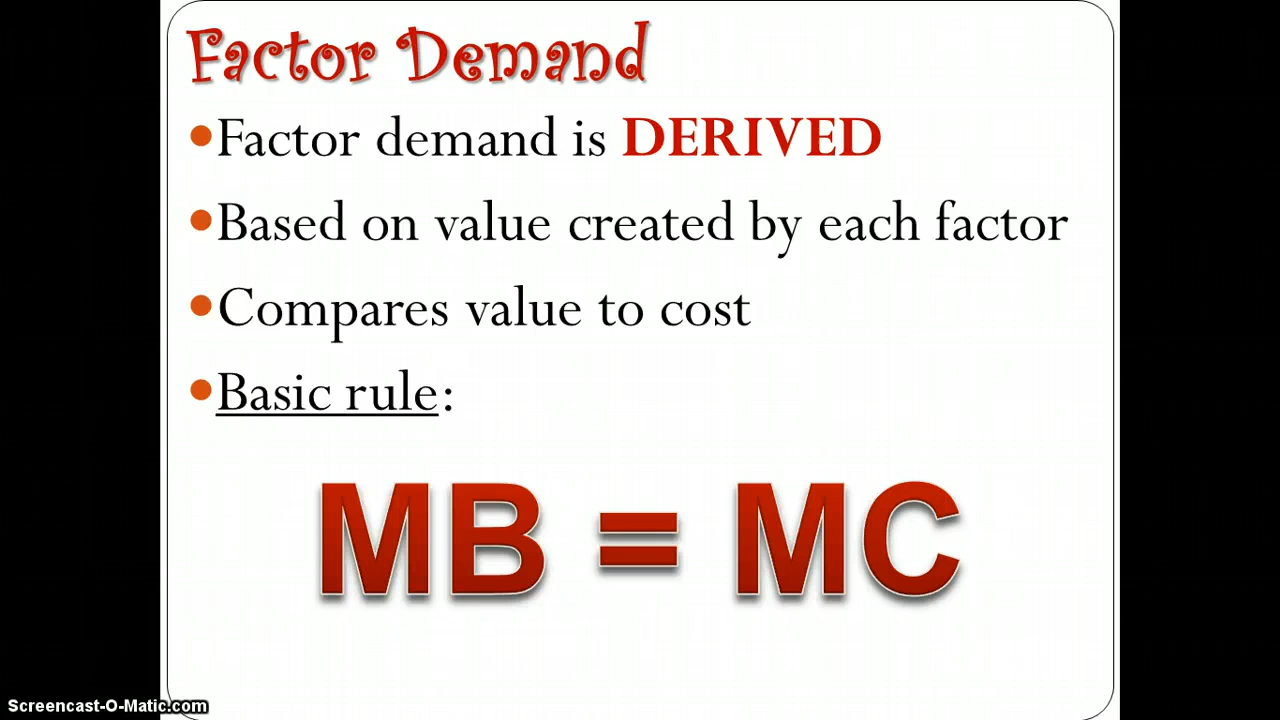 Factor Demand
•Factor demand is DERIVED
•Based on value created by each factor
•Compares value to cost
•Basic rule:
MB = MC
Screencast-O-Matic.com